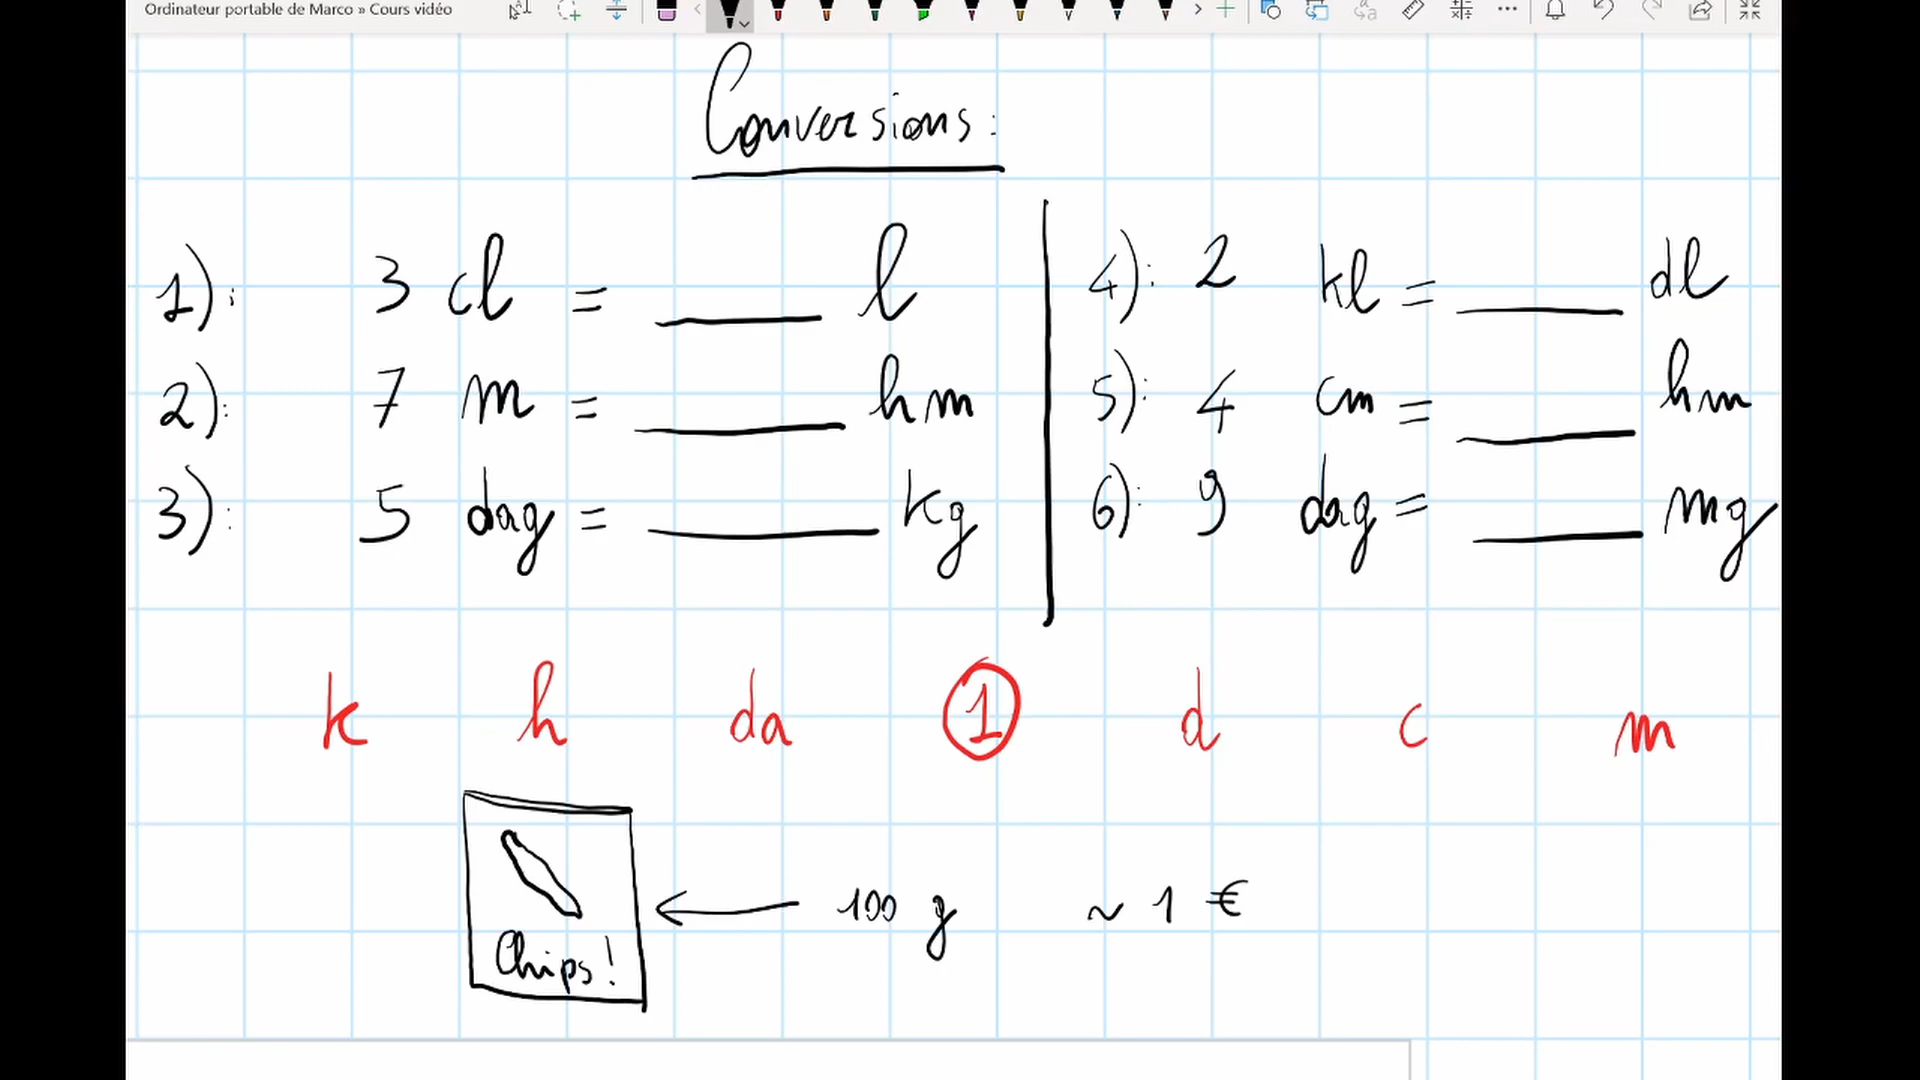 Ordinateur portable de Marco » Cours vidéo
Conversions:
1): 3 cl = ____ l
2): 7 m = ____ hm
3): 5 dag = ____ kg
4): 2 kl = ____ dl
5): 4 cm = ____ hm
6): 9 dag = ____ mg
k h da 1 d c m
Chips!
100 g ~ 1 €